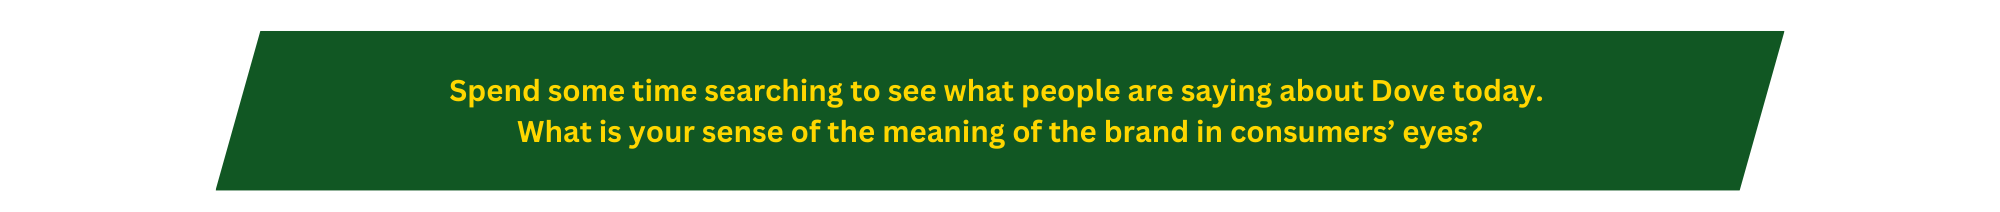 Spend some time searching to see what people are saying about Dove today.
What is your sense of the meaning of the brand in consumers’ eyes?